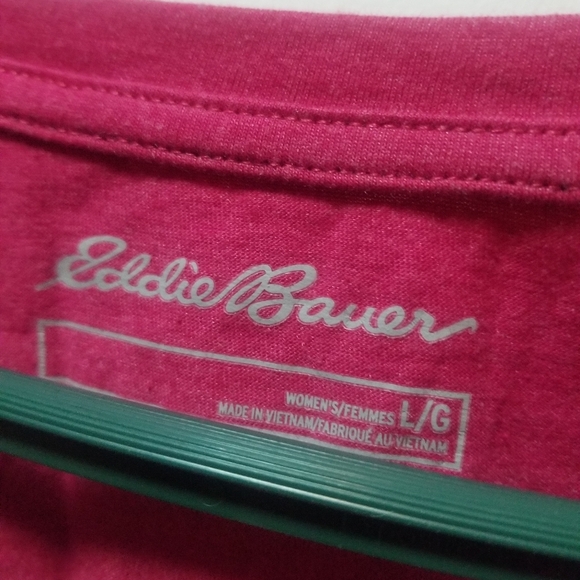 Eddie Bauer
WOMEN'S/FEMMES L/G
MADE IN VIETNAM/FABRIQUÉ AU VIETNAM